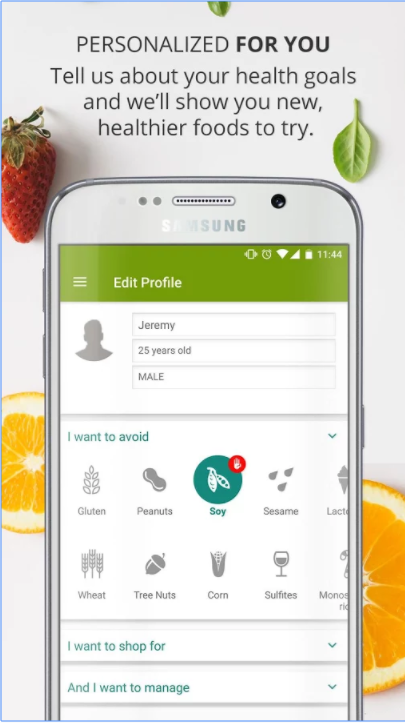 PERSONALIZED FOR YOU
Tell us about your health goals
and we'll show you new,
healthier foods to try.
SAMSUNG
11:44
Edit Profile
Jeremy
25 years old
MALE
I want to avoid
Gluten
Peanuts
Soy
Sesame
Lacto
Wheat
Tree Nuts
Corn
Sulfites
Monos
I want to shop for
And I want to manage